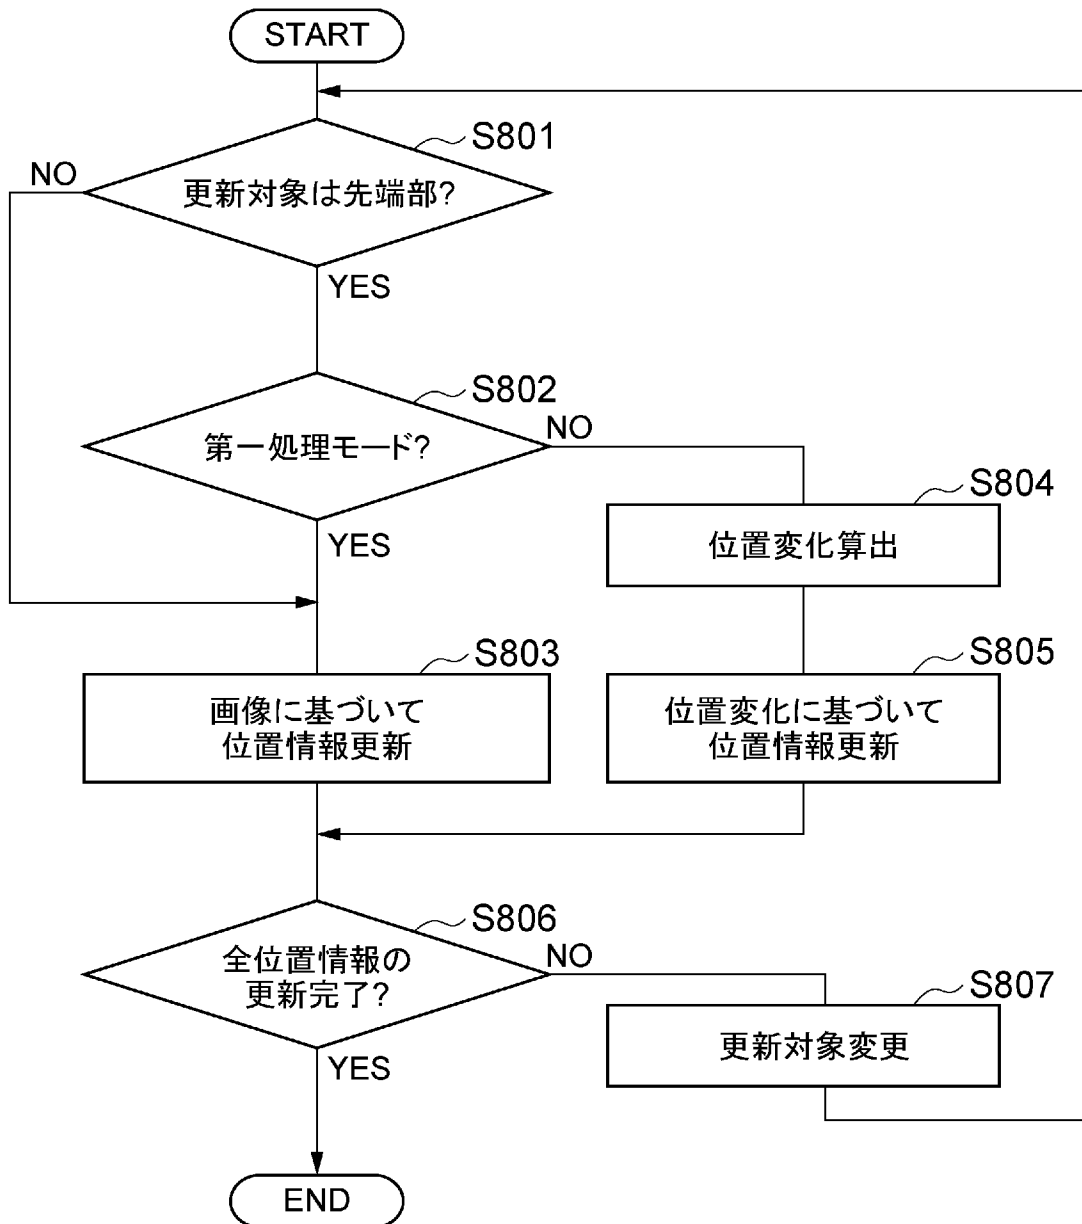 START
S801
NO
更新対象は先端部?
YES
S802
第一処理モード?
NO
YES
S804
位置変化算出
S803
画像に基づいて
位置情報更新
S805
位置変化に基づいて
位置情報更新
S806
全位置情報の
更新完了?
NO
YES
S807
更新対象変更
END